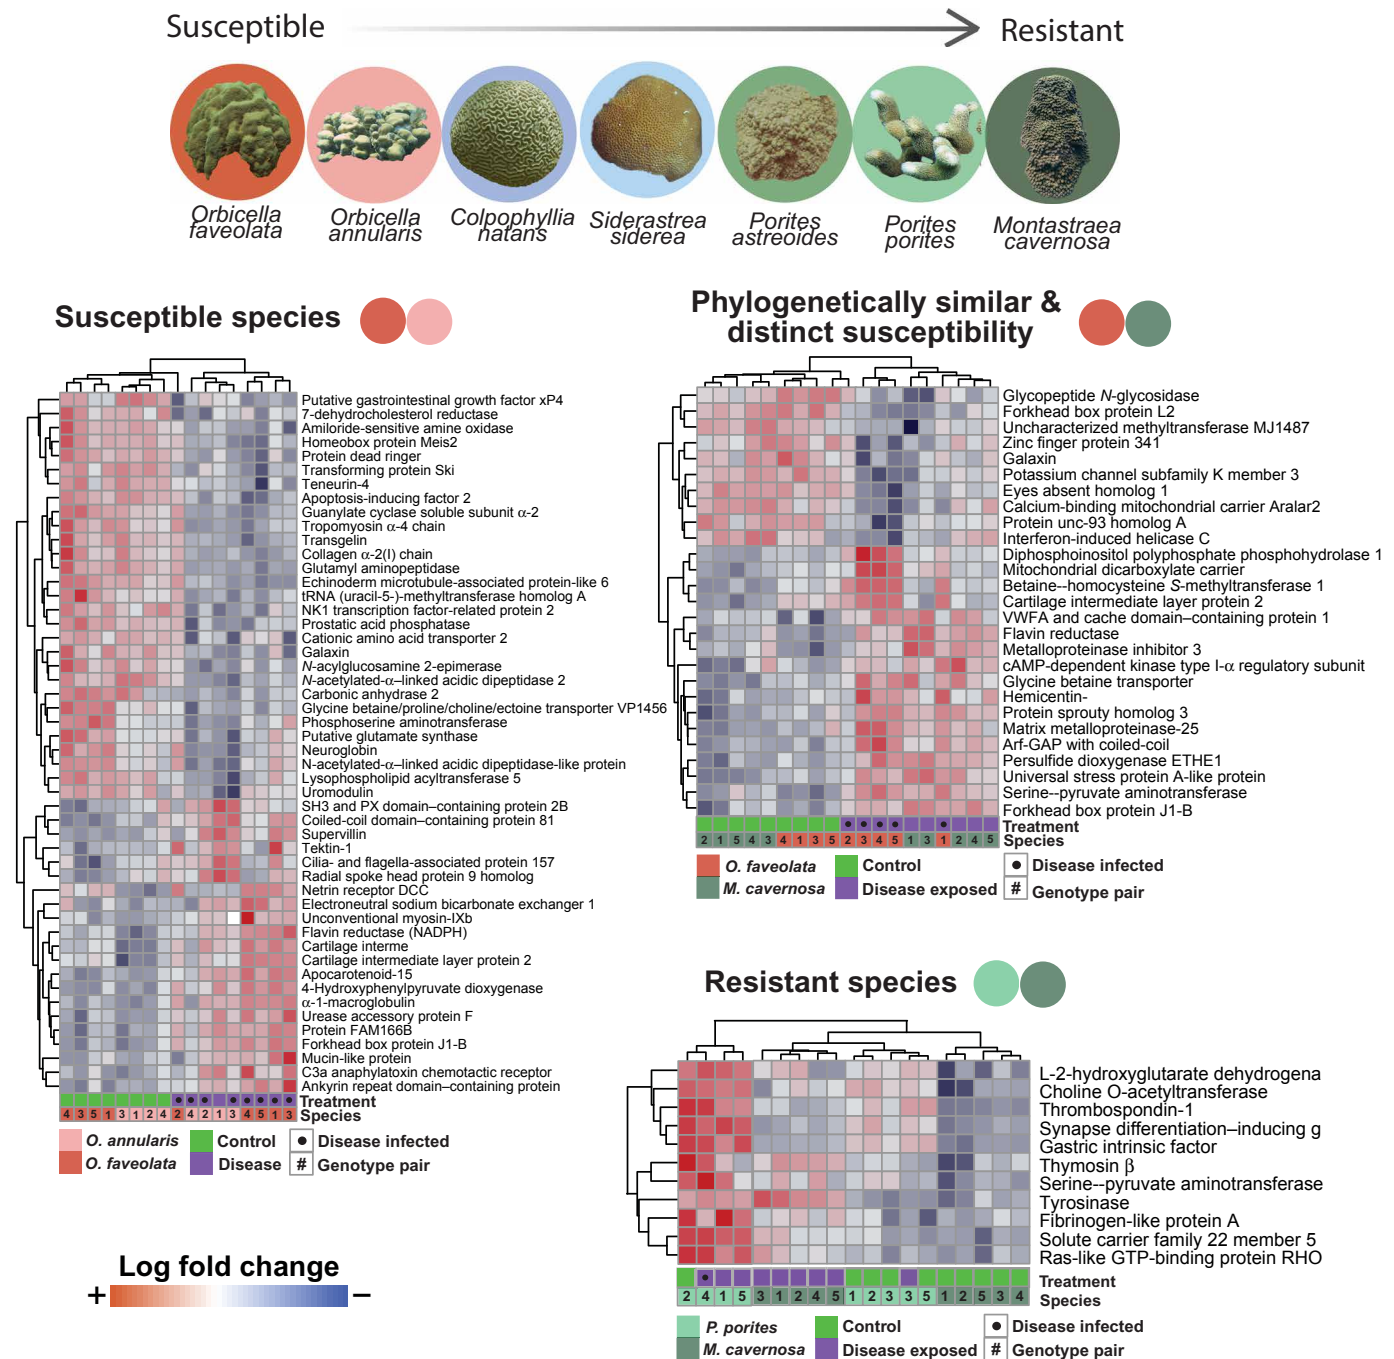 Susceptible
Resistant
Orbicella
faveolata
Orbicella
annularis
Colpophyllia
natans
Siderastrea
siderea
Porites
astreoides
Porites
porites
Montastraea
cavernosa
Susceptible species
Putative gastrointestinal growth factor xP4
7-dehydrocholesterol reductase
Amiloride-sensitive amine oxidase
Homeobox protein Meis2
Protein dead ringer
Transforming protein Ski
Teneurin-4
Apoptosis-inducing factor 2
Guanylate cyclase soluble subunit α-2
Tropomyosin α-4 chain
Transgelin
Collagen α-2(I) chain
Glutamyl aminopeptidase
Echinoderm microtubule-associated protein-like 6
tRNA (uracil-5-)-methyltransferase homolog A
NK1 transcription factor-related protein 2
Prostatic acid phosphatase
Cationic amino acid transporter 2
Galaxin
N-acylglucosamine 2-epimerase
N-acetylated-α–linked acidic dipeptidase 2
Carbonic anhydrase 2
Glycine betaine/proline/choline/ectoine transporter VP1456
Phosphoserine aminotransferase
Putative glutamate synthase
Neuroglobin
N-acetylated-α–linked acidic dipeptidase-like protein
Lysophospholipid acyltransferase 5
Uromodulin
SH3 and PX domain–containing protein 2B
Coiled-coil domain–containing protein 81
Supervillin
Tektin-1
Cilia- and flagella-associated protein 157
Radial spoke head protein 9 homolog
Netrin receptor DCC
Electroneutral sodium bicarbonate exchanger 1
Unconventional myosin-IXb
Flavin reductase (NADPH)
Cartilage interme
Cartilage intermediate layer protein 2
Apocarotenoid-15
4-Hydroxyphenylpyruvate dioxygenase
α-1-macroglobulin
Urease accessory protein F
Protein FAM166B
Forkhead box protein J1-B
Mucin-like protein
C3a anaphylatoxin chemotactic receptor
Ankyrin repeat domain–containing protein
Treatment
4 3 5 1 3 1 2 4 2 4 2 1 3 4 5 1 3 Species
O. annularis Control Disease infected
O. faveolata Disease # Genotype pair
Log fold change
+ −
Phylogenetically similar &
distinct susceptibility
Glycopeptide N-glycosidase
Forkhead box protein L2
Uncharacterized methyltransferase MJ1487
Zinc finger protein 341
Galaxin
Potassium channel subfamily K member 3
Eyes absent homolog 1
Calcium-binding mitochondrial carrier Aralar2
Protein unc-93 homolog A
Interferon-induced helicase C
Diphosphoinositol polyphosphate phosphohydrolase 1
Mitochondrial dicarboxylate carrier
Betaine--homocysteine S-methyltransferase 1
Cartilage intermediate layer protein 2
VWFA and cache domain–containing protein 1
Flavin reductase
Metalloproteinase inhibitor 3
cAMP-dependent kinase type I-α regulatory subunit
Glycine betaine transporter
Hemicentin-
Protein sprouty homolog 3
Matrix metalloproteinase-25
Arf-GAP with coiled-coil
Persulfide dioxygenase ETHE1
Universal stress protein A-like protein
Serine--pyruvate aminotransferase
Forkhead box protein J1-B
Treatment
2 1 5 4 3 4 1 3 5 2 3 4 5 1 3 1 2 4 5 Species
O. faveolata Control Disease infected
M. cavernosa Disease exposed # Genotype pair
Resistant species
L-2-hydroxyglutarate dehydrogena
Choline O-acetyltransferase
Thrombospondin-1
Synapse differentiation–inducing g
Gastric intrinsic factor
Thymosin β
Serine--pyruvate aminotransferase
Tyrosinase
Fibrinogen-like protein A
Solute carrier family 22 member 5
Ras-like GTP-binding protein RHO
Treatment
2 4 1 5 3 1 2 4 5 1 2 3 3 5 1 2 5 3 4 Species
P. porites Control Disease infected
M. cavernosa Disease exposed # Genotype pair